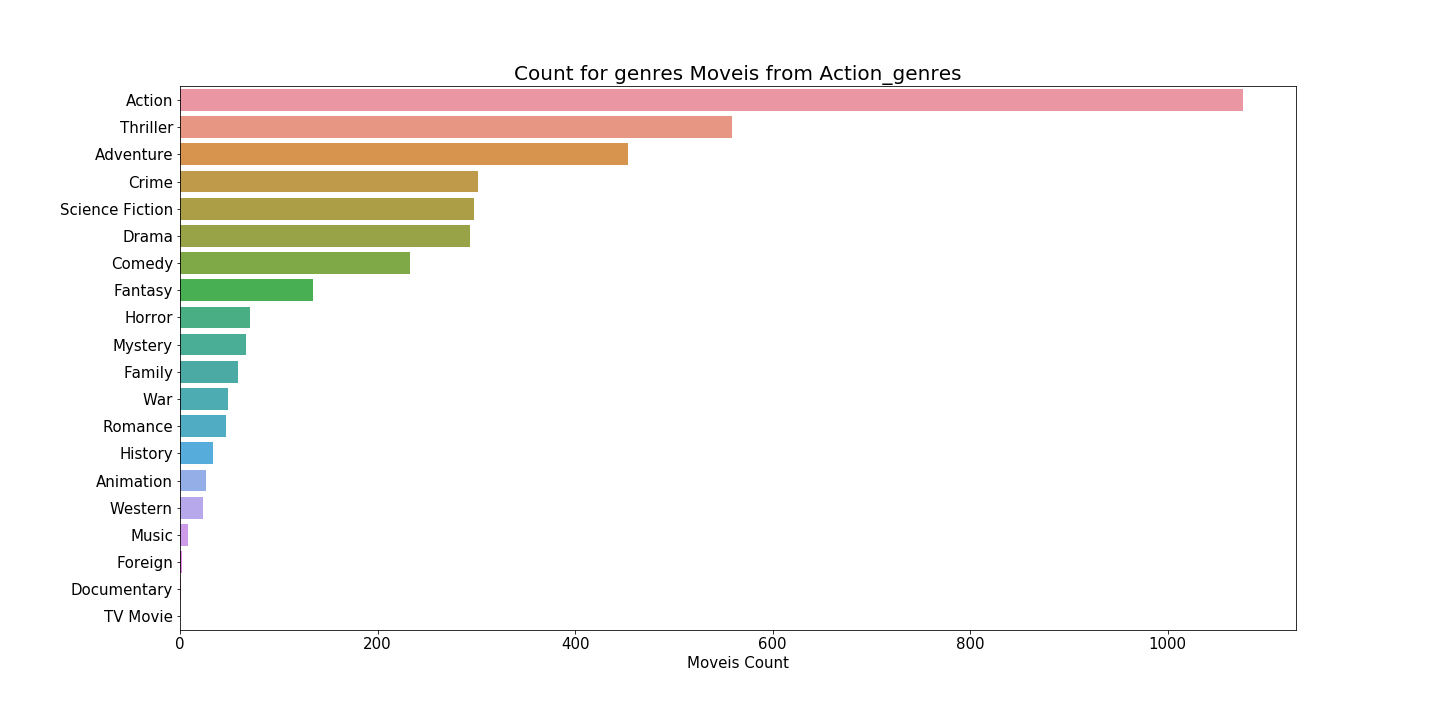 Count for genres Moveis from Action_genres
Action
Thriller
Adventure
Crime
Science Fiction
Drama
Comedy
Fantasy
Horror
Mystery
Family
War
Romance
History
Animation
Western
Music
Foreign
Documentary
TV Movie
0 200 400 600 800 1000
Moveis Count